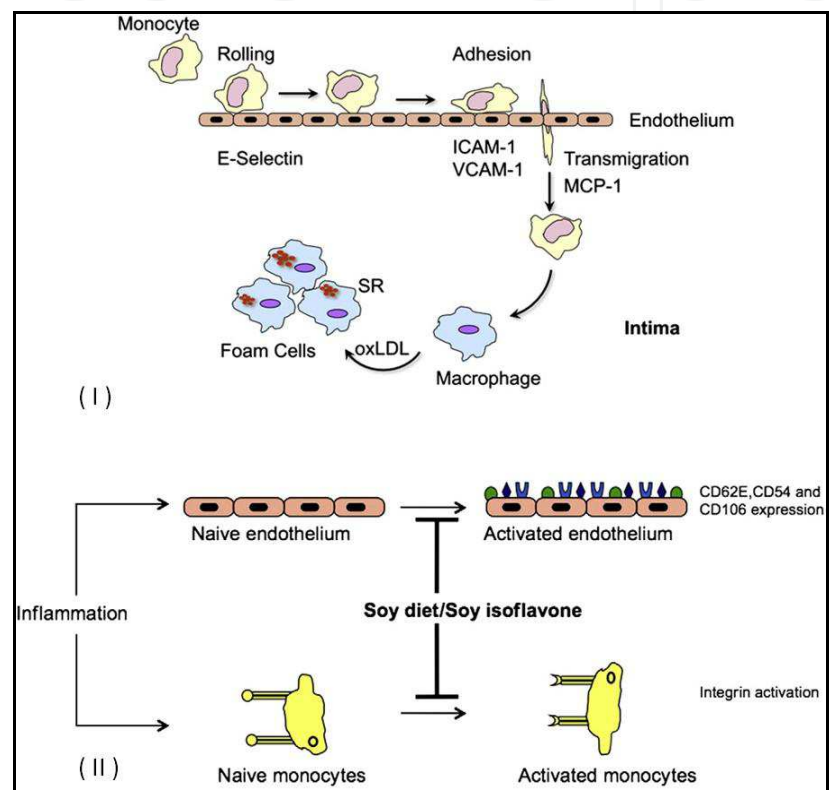 Monocyte
Rolling
Adhesion
Endothelium
E-Selectin
ICAM-1
VCAM-1
Transmigration
MCP-1
SR
Intima
Foam Cells
oxLDL
Macrophage
( I )
CD62E,CD54 and
CD106 expression
Naive endothelium
Activated endothelium
Inflammation
Soy diet/Soy isoflavone
Integrin activation
( II )
Naive monocytes
Activated monocytes